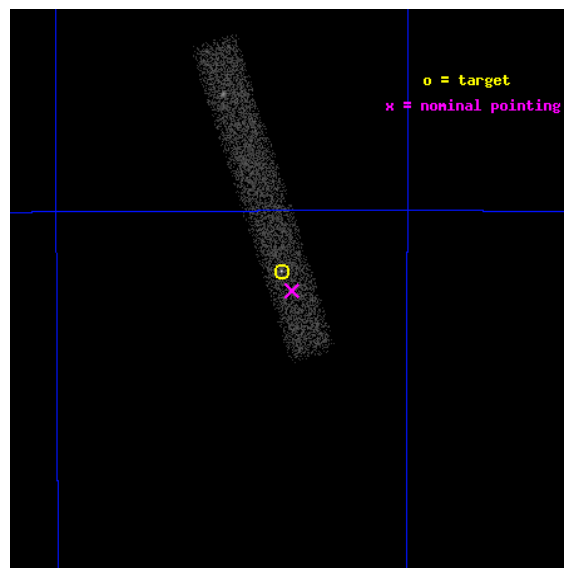 o = target
x = nominal pointing